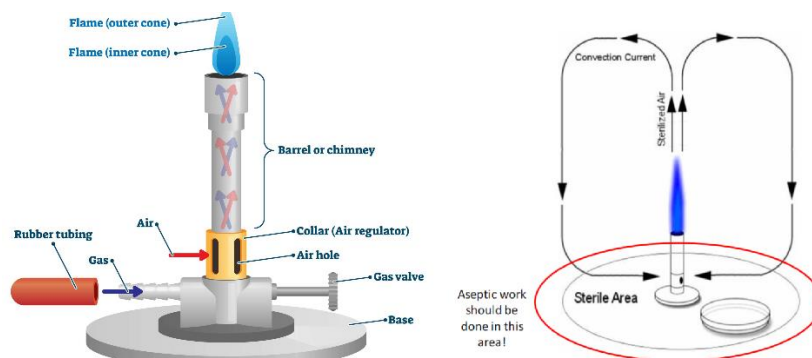 Flame (outer cone)
Flame (inner cone)
Barrel or chimney
Air
Collar (Air regulator)
Rubber tubing
Air hole
Gas
Gas valve
Base
Convection Current
Sterilized Air
Sterile Area
Aseptic work
should be
done in this
area!